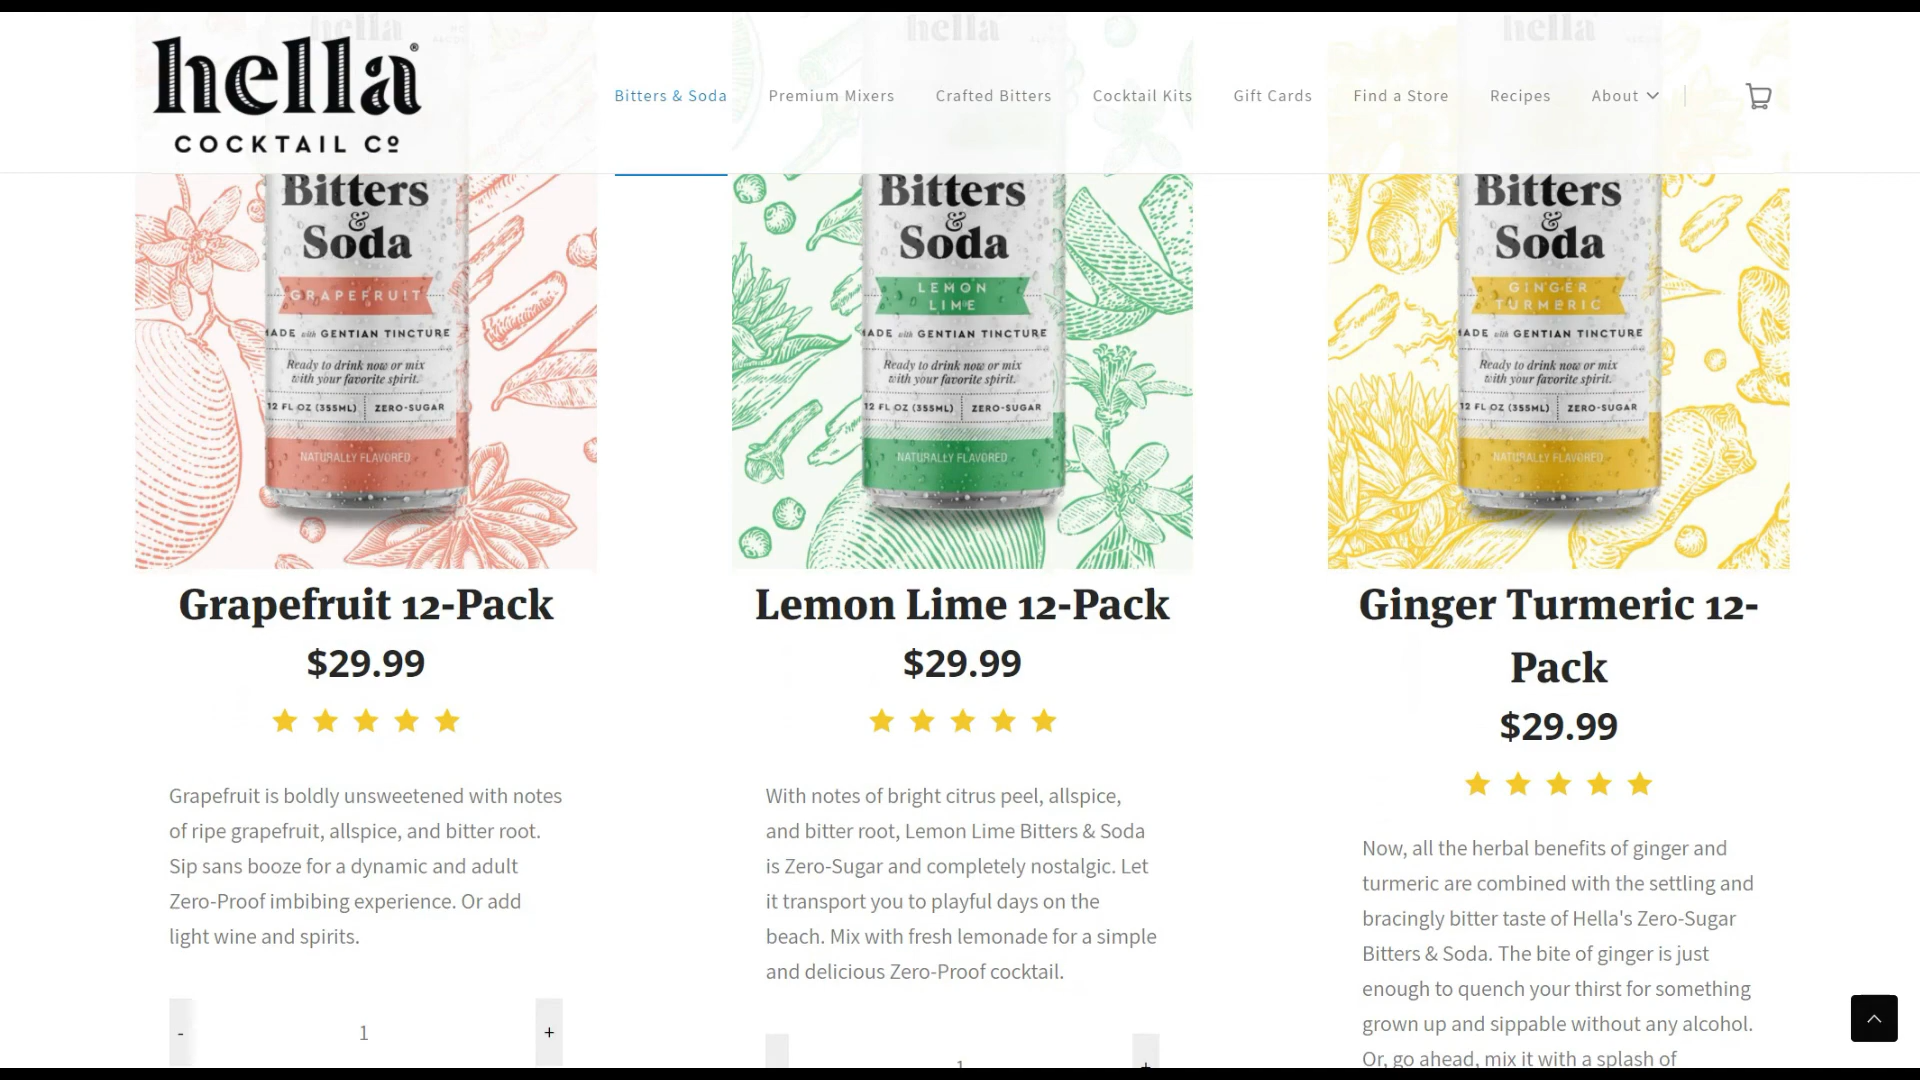 hella®
COCKTAIL Cº
Bitters & Soda
Premium Mixers
Crafted Bitters
Cocktail Kits
Gift Cards
Find a Store
Recipes
About
hella
hella
hella
Bitters
&
Soda
GRAPEFRUIT
MADE with GENTIAN TINCTURE
Ready to drink now or mix
with your favorite spirit.
12 FL OZ (355ML) ZERO-SUGAR
NATURALLY FLAVORED
Bitters
&
Soda
LEMON
LIME
MADE with GENTIAN TINCTURE
Ready to drink now or mix
with your favorite spirit.
12 FL OZ (355ML) ZERO-SUGAR
NATURALLY FLAVORED
Bitters
&
Soda
GINGER
TURMERIC
MADE with GENTIAN TINCTURE
Ready to drink now or mix
with your favorite spirit.
12 FL OZ (355ML) ZERO-SUGAR
NATURALLY FLAVORED
Grapefruit 12-Pack
$29.99
Grapefruit is boldly unsweetened with notes
of ripe grapefruit, allspice, and bitter root.
Sip sans booze for a dynamic and adult
Zero-Proof imbibing experience. Or add
light wine and spirits.
- 1 +
Lemon Lime 12-Pack
$29.99
With notes of bright citrus peel, allspice,
and bitter root, Lemon Lime Bitters & Soda
is Zero-Sugar and completely nostalgic. Let
it transport you to playful days on the
beach. Mix with fresh lemonade for a simple
and delicious Zero-Proof cocktail.
1 +
Ginger Turmeric 12-
Pack
$29.99
Now, all the herbal benefits of ginger and
turmeric are combined with the settling and
bracingly bitter taste of Hella's Zero-Sugar
Bitters & Soda. The bite of ginger is just
enough to quench your thirst for something
grown up and sippable without any alcohol.
Or, go ahead, mix it with a splash of